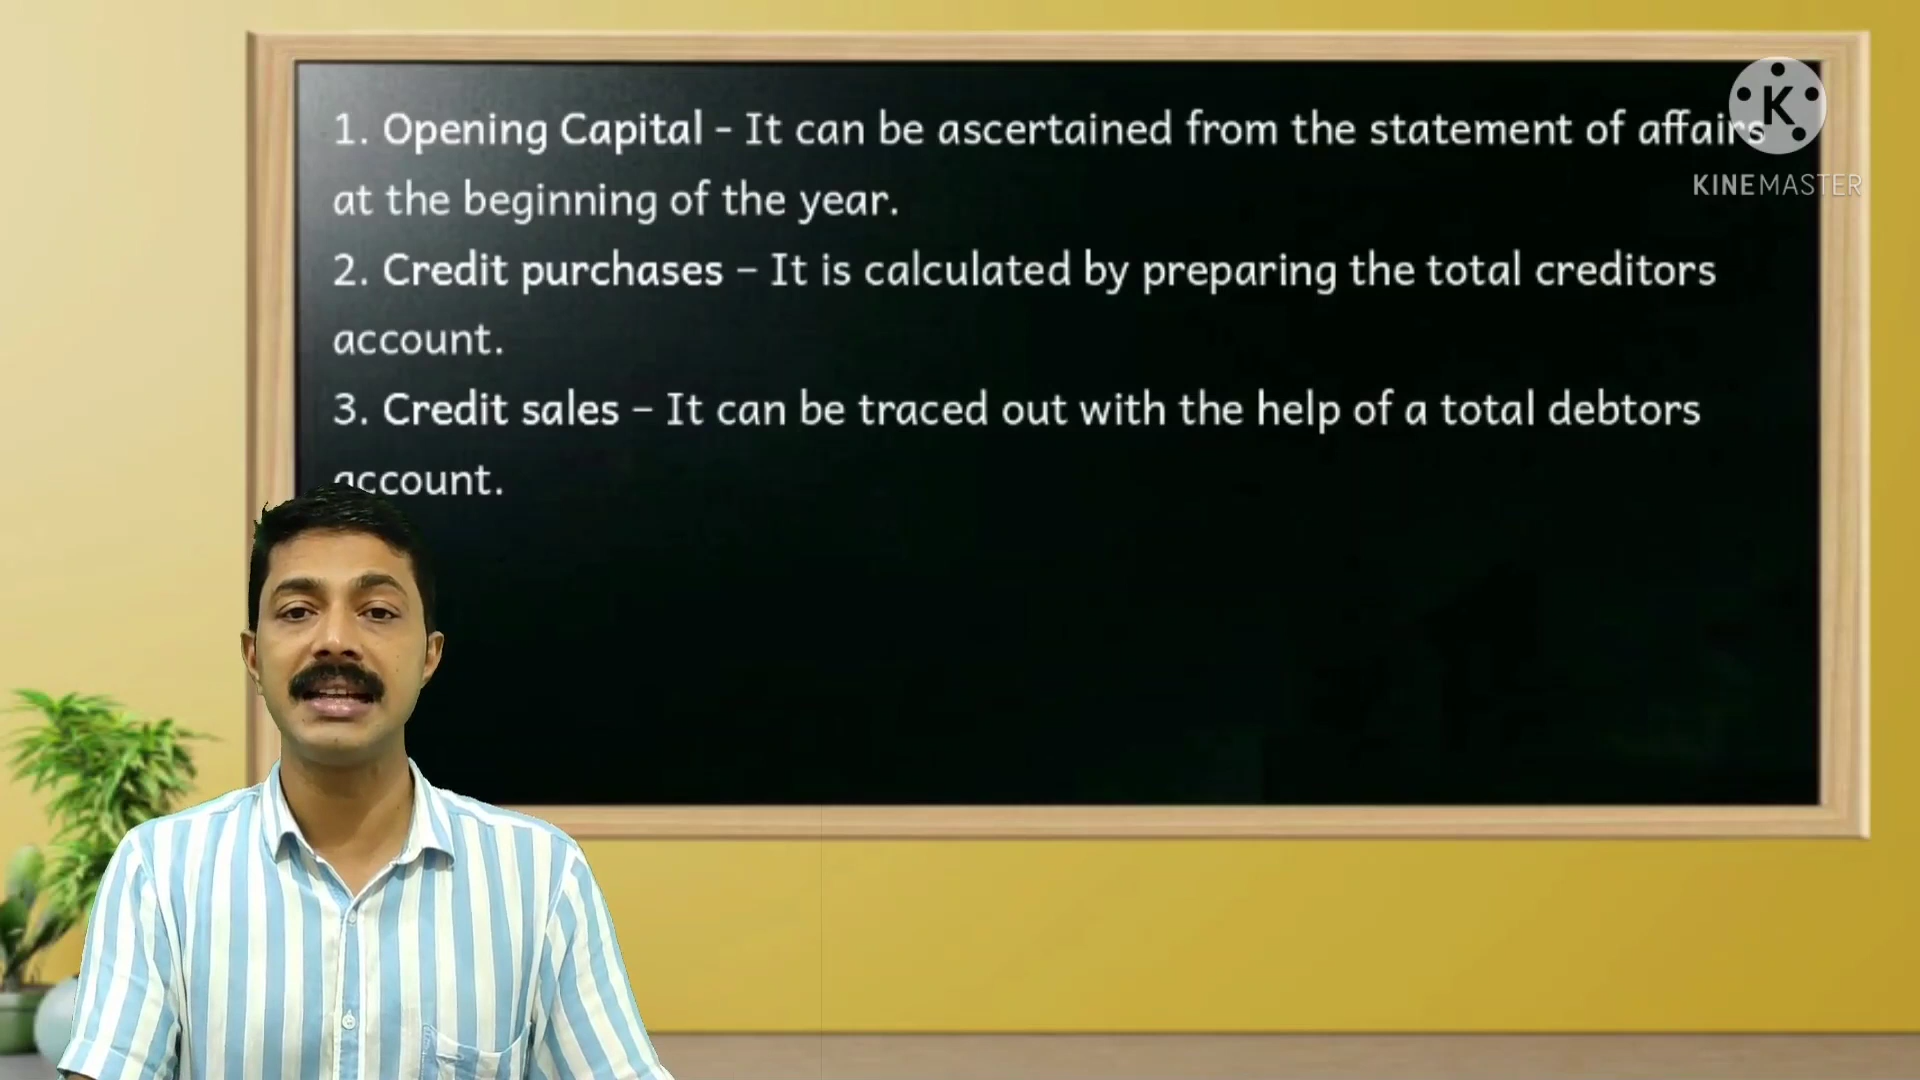 1. Opening Capital - It can be ascertained from the statement of affairs
at the beginning of the year.
2. Credit purchases – It is calculated by preparing the total creditors
account.
3. Credit sales – It can be traced out with the help of a total debtors
account.
K
KINEMASTER